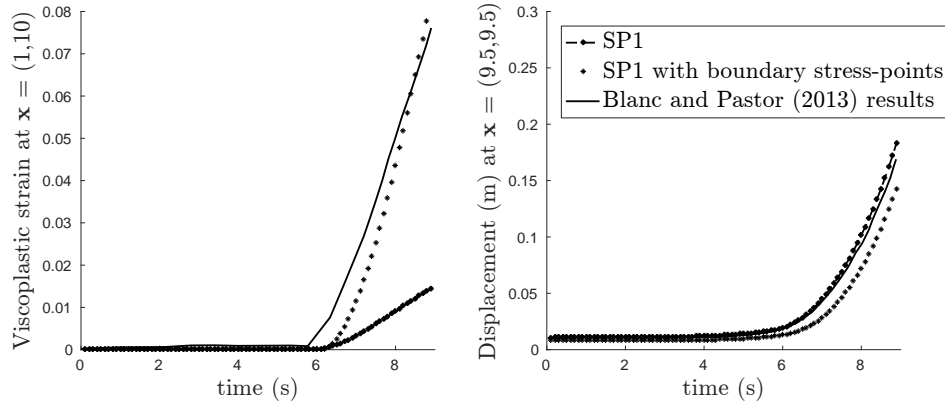 Viscoplastic strain at x = (1,10)
0.08
0.07
0.06
0.05
0.04
0.03
0.02
0.01
0
0 2 4 6 8
time (s)
Displacement (m) at x = (9.5,9.5)
0.3
0.25
0.2
0.15
0.1
0.05
0
0 2 4 6 8
time (s)
SP1
SP1 with boundary stress-points
Blanc and Pastor (2013) results